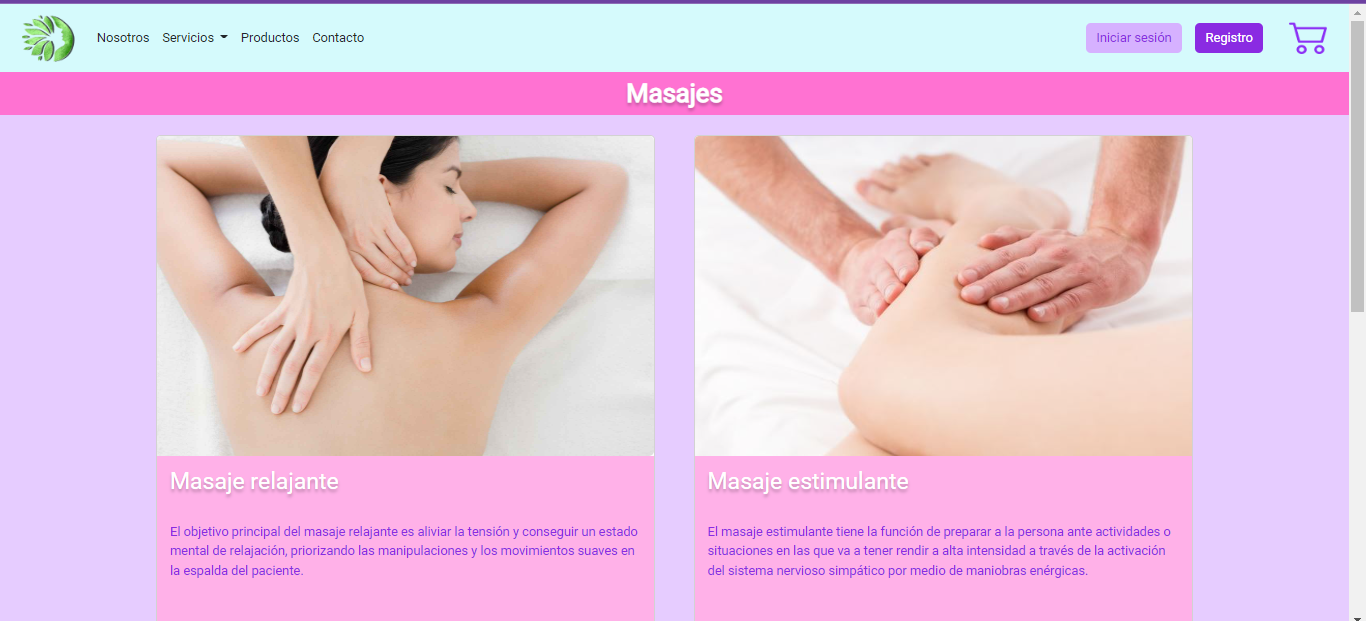 Nosotros Servicios Productos Contacto Iniciar sesión Registro
Masajes
Masaje relajante
El objetivo principal del masaje relajante es aliviar la tensión y conseguir un estado
mental de relajación, priorizando las manipulaciones y los movimientos suaves en
la espalda del paciente.
Masaje estimulante
El masaje estimulante tiene la función de preparar a la persona ante actividades o
situaciones en las que va a tener rendir a alta intensidad a través de la activación
del sistema nervioso simpático por medio de maniobras enérgicas.